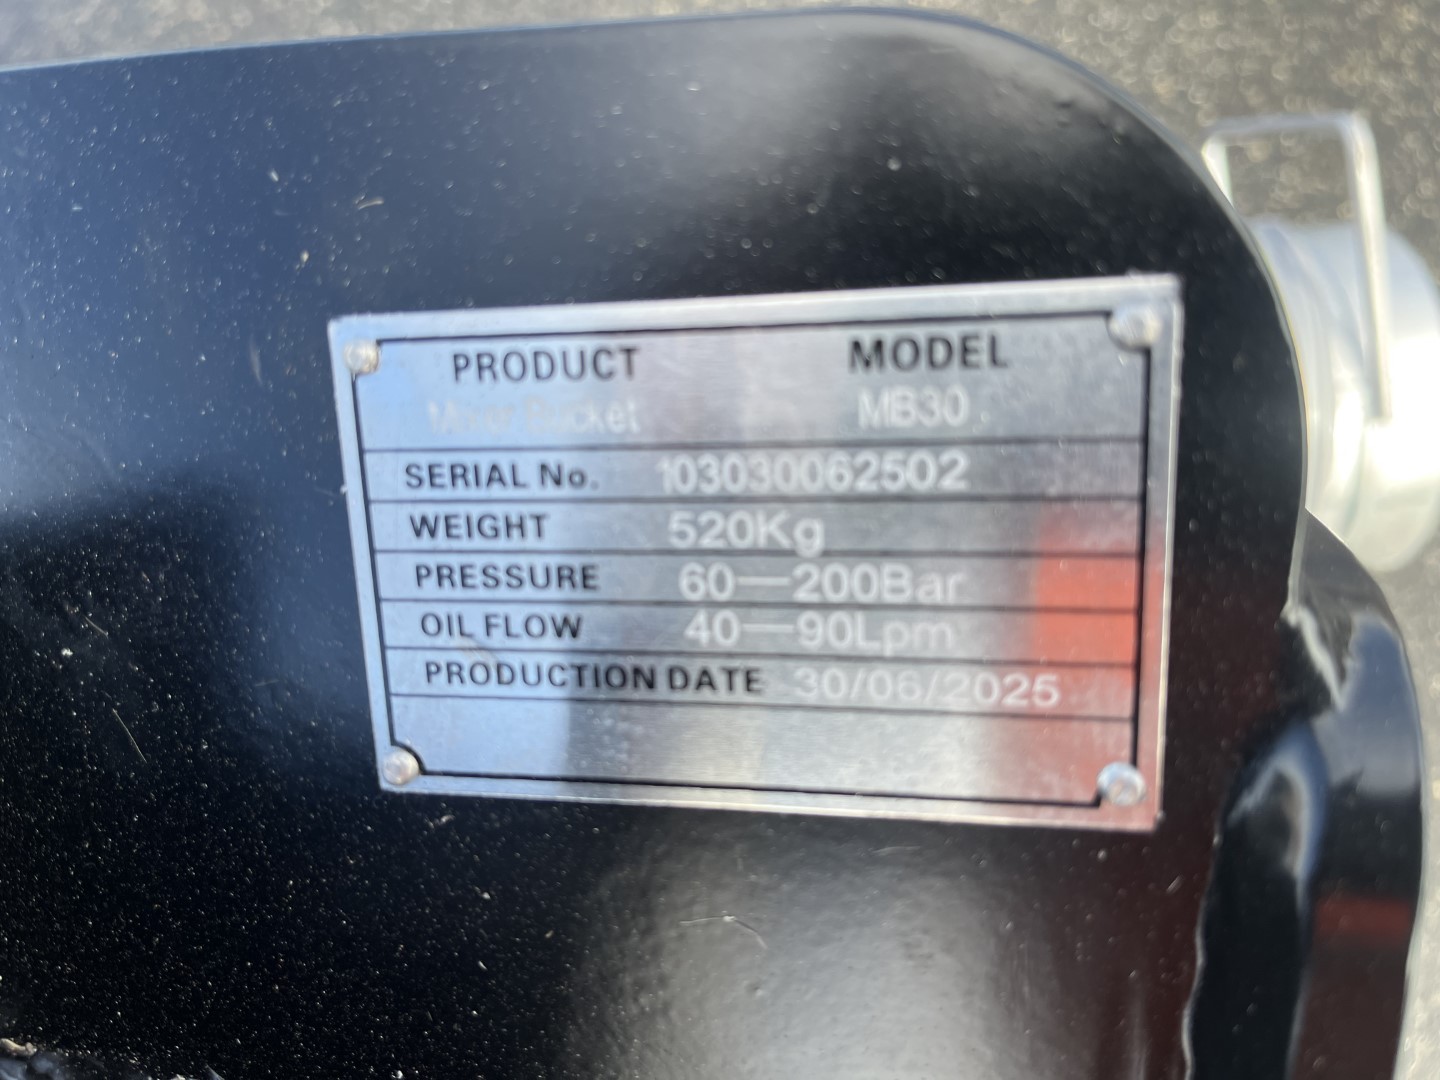 PRODUCT MODEL
Mixer Bucket MB30
SERIAL No. 103030062502
WEIGHT 520Kg
PRESSURE 60—200Bar
OIL FLOW 40—90Lpm
PRODUCTION DATE 30/06/2025